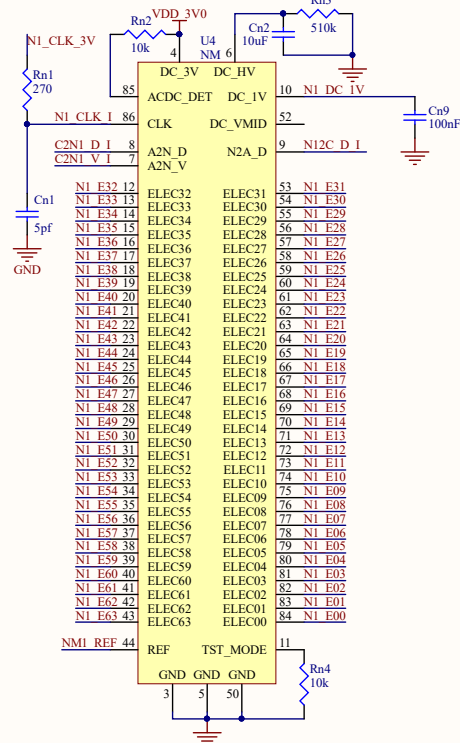 VDD_3V0
Rn3
510k
Rn2
10k
Cn2
10uF
N1_CLK_3V
U4
NM
4
6
DC_3V
DC_HV
Rn1
270
85 ACDC_DET
DC_1V 10 N1_DC_1V
N1_CLK_I 86 CLK
DC_VMID 52
Cn9
100nF
C2N1_D_I 8 A2N_D
N2A_D 9 N12C_D_I
C2N1_V_I 7 A2N_V
Cn1
5pf
GND
N1_E32 12 ELEC32 ELEC31 53 N1_E31
N1_E33 13 ELEC33 ELEC30 54 N1_E30
N1_E34 14 ELEC34 ELEC29 55 N1_E29
N1_E35 15 ELEC35 ELEC28 56 N1_E28
N1_E36 16 ELEC36 ELEC27 57 N1_E27
N1_E37 17 ELEC37 ELEC26 58 N1_E26
N1_E38 18 ELEC38 ELEC25 59 N1_E25
N1_E39 19 ELEC39 ELEC24 60 N1_E24
N1_E40 20 ELEC40 ELEC23 61 N1_E23
N1_E41 21 ELEC41 ELEC22 62 N1_E22
N1_E42 22 ELEC42 ELEC21 63 N1_E21
N1_E43 23 ELEC43 ELEC20 64 N1_E20
N1_E44 24 ELEC44 ELEC19 65 N1_E19
N1_E45 25 ELEC45 ELEC18 66 N1_E18
N1_E46 26 ELEC46 ELEC17 67 N1_E17
N1_E47 27 ELEC47 ELEC16 68 N1_E16
N1_E48 28 ELEC48 ELEC15 69 N1_E15
N1_E49 29 ELEC49 ELEC14 70 N1_E14
N1_E50 30 ELEC50 ELEC13 71 N1_E13
N1_E51 31 ELEC51 ELEC12 72 N1_E12
N1_E52 32 ELEC52 ELEC11 73 N1_E11
N1_E53 33 ELEC53 ELEC10 74 N1_E10
N1_E54 34 ELEC54 ELEC09 75 N1_E09
N1_E55 35 ELEC55 ELEC08 76 N1_E08
N1_E56 36 ELEC56 ELEC07 77 N1_E07
N1_E57 37 ELEC57 ELEC06 78 N1_E06
N1_E58 38 ELEC58 ELEC05 79 N1_E05
N1_E59 39 ELEC59 ELEC04 80 N1_E04
N1_E60 40 ELEC60 ELEC03 81 N1_E03
N1_E61 41 ELEC61 ELEC02 82 N1_E02
N1_E62 42 ELEC62 ELEC01 83 N1_E01
N1_E63 43 ELEC63 ELEC00 84 N1_E00
NM1_REF 44 REF TST_MODE 11
Rn4
10k
GND GND GND
3 5 50